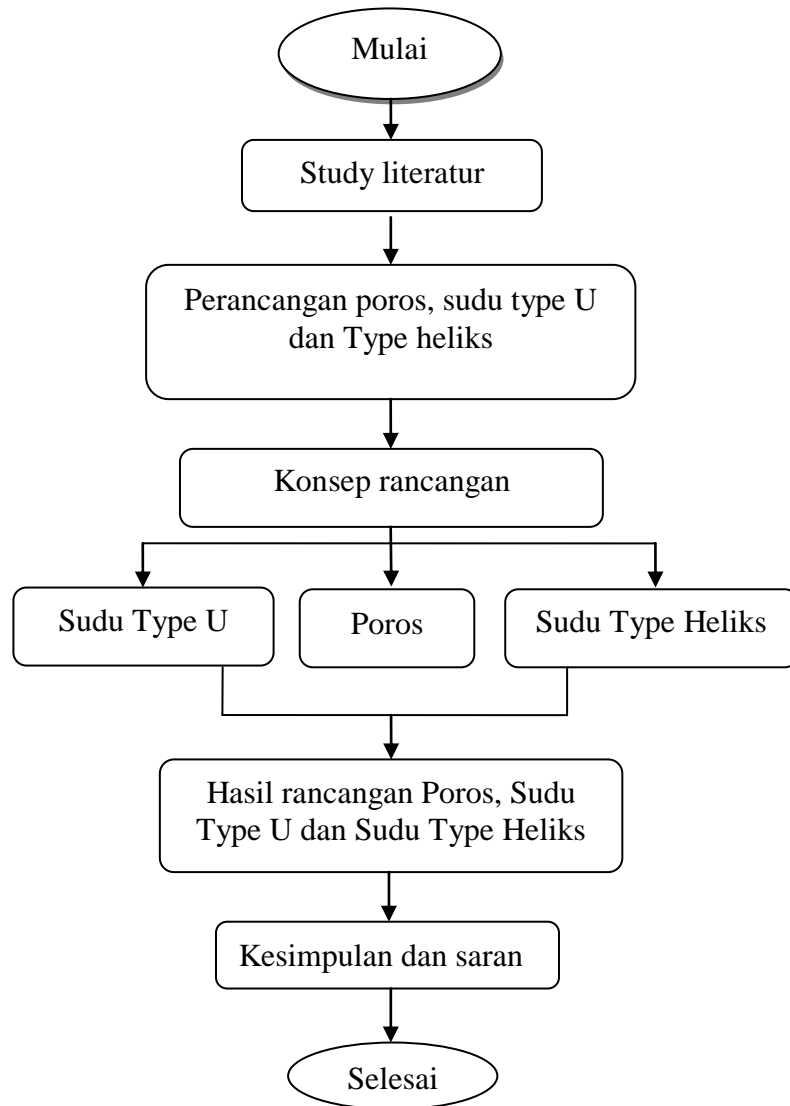 Mulai
Study literatur
Perancangan poros, sudu type U
dan Type heliks
Konsep rancangan
Sudu Type U
Poros
Sudu Type Heliks
Hasil rancangan Poros, Sudu
Type U dan Sudu Type Heliks
Kesimpulan dan saran
Selesai